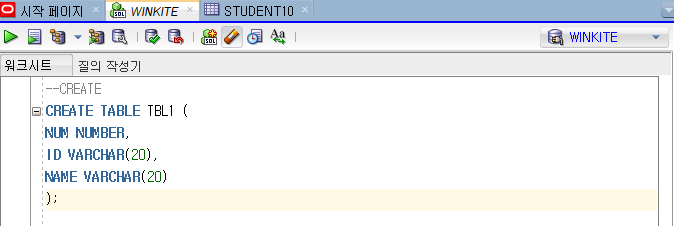 시작 페이지 WINKITE STUDENT10
WINKITE
워크시트 질의 작성기
--CREATE
CREATE TABLE TBL1 (
NUM NUMBER,
ID VARCHAR(20),
NAME VARCHAR(20)
);